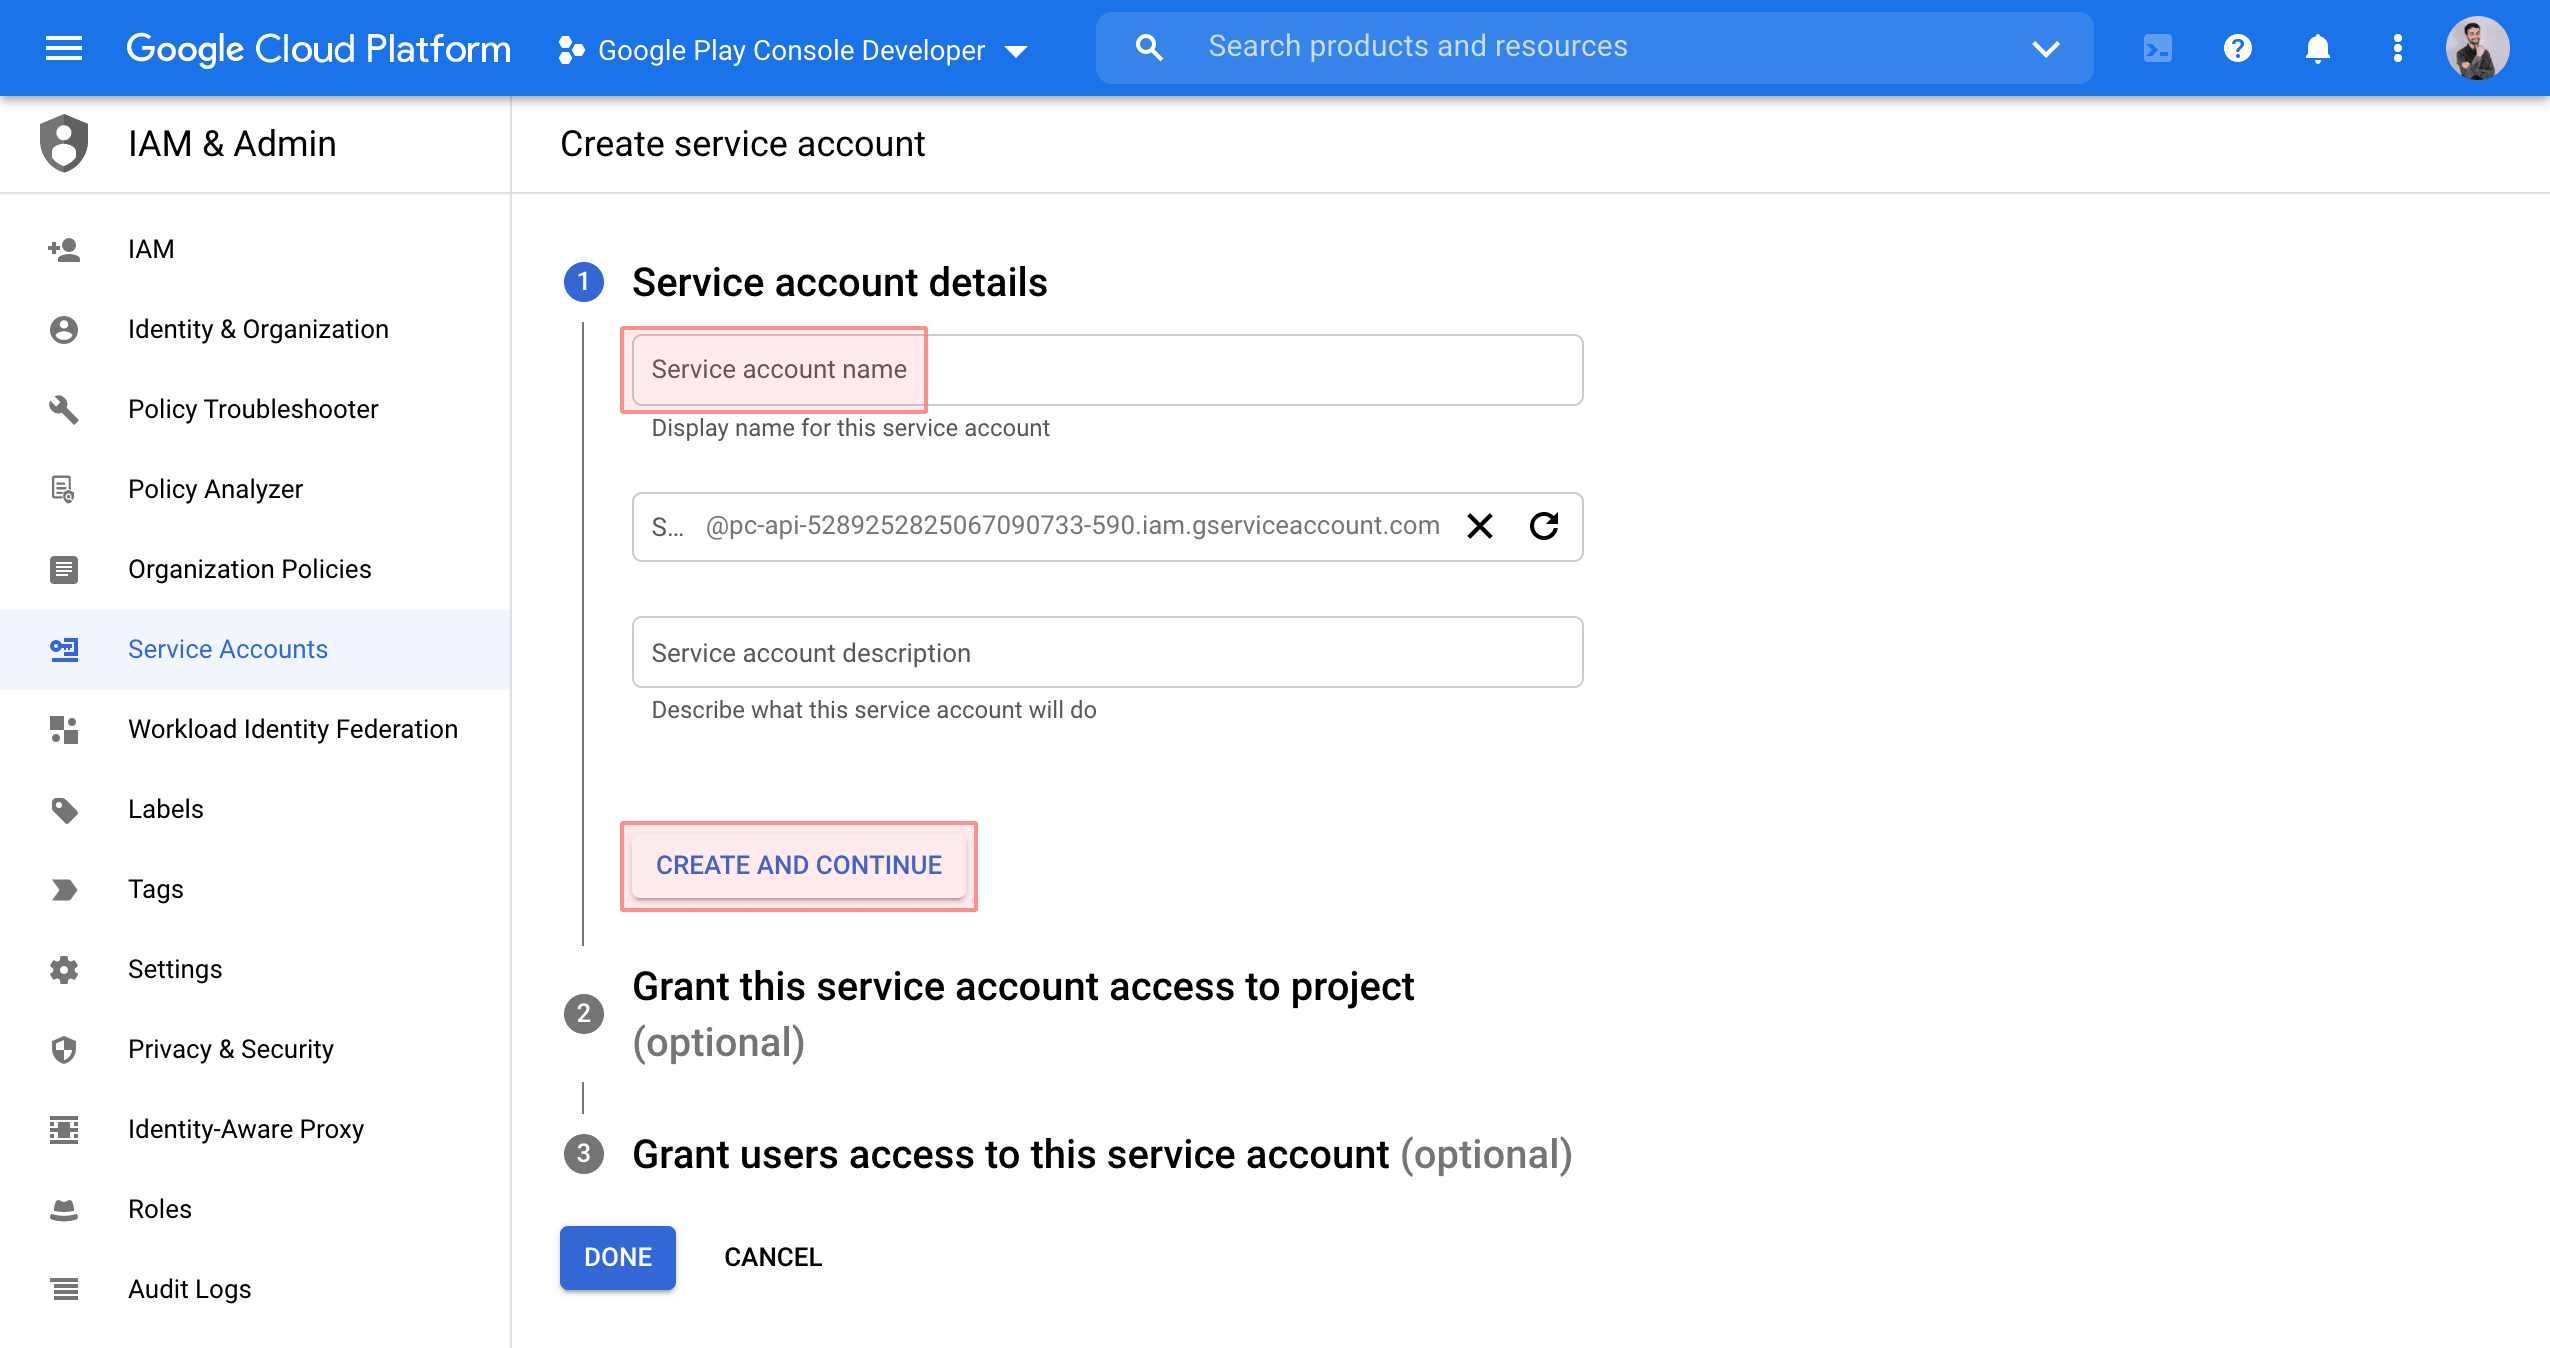 Google Cloud Platform
Google Play Console Developer
Search products and resources
IAM & Admin
Create service account
IAM
Identity & Organization
Policy Troubleshooter
Policy Analyzer
Organization Policies
Service Accounts
Workload Identity Federation
Labels
Tags
Settings
Privacy & Security
Identity-Aware Proxy
Roles
Audit Logs
1 Service account details
Service account name
Display name for this service account
S... @pc-api-5289252825067090733-590.iam.gserviceaccount.com
Service account description
Describe what this service account will do
CREATE AND CONTINUE
2 Grant this service account access to project
(optional)
3 Grant users access to this service account (optional)
DONE CANCEL